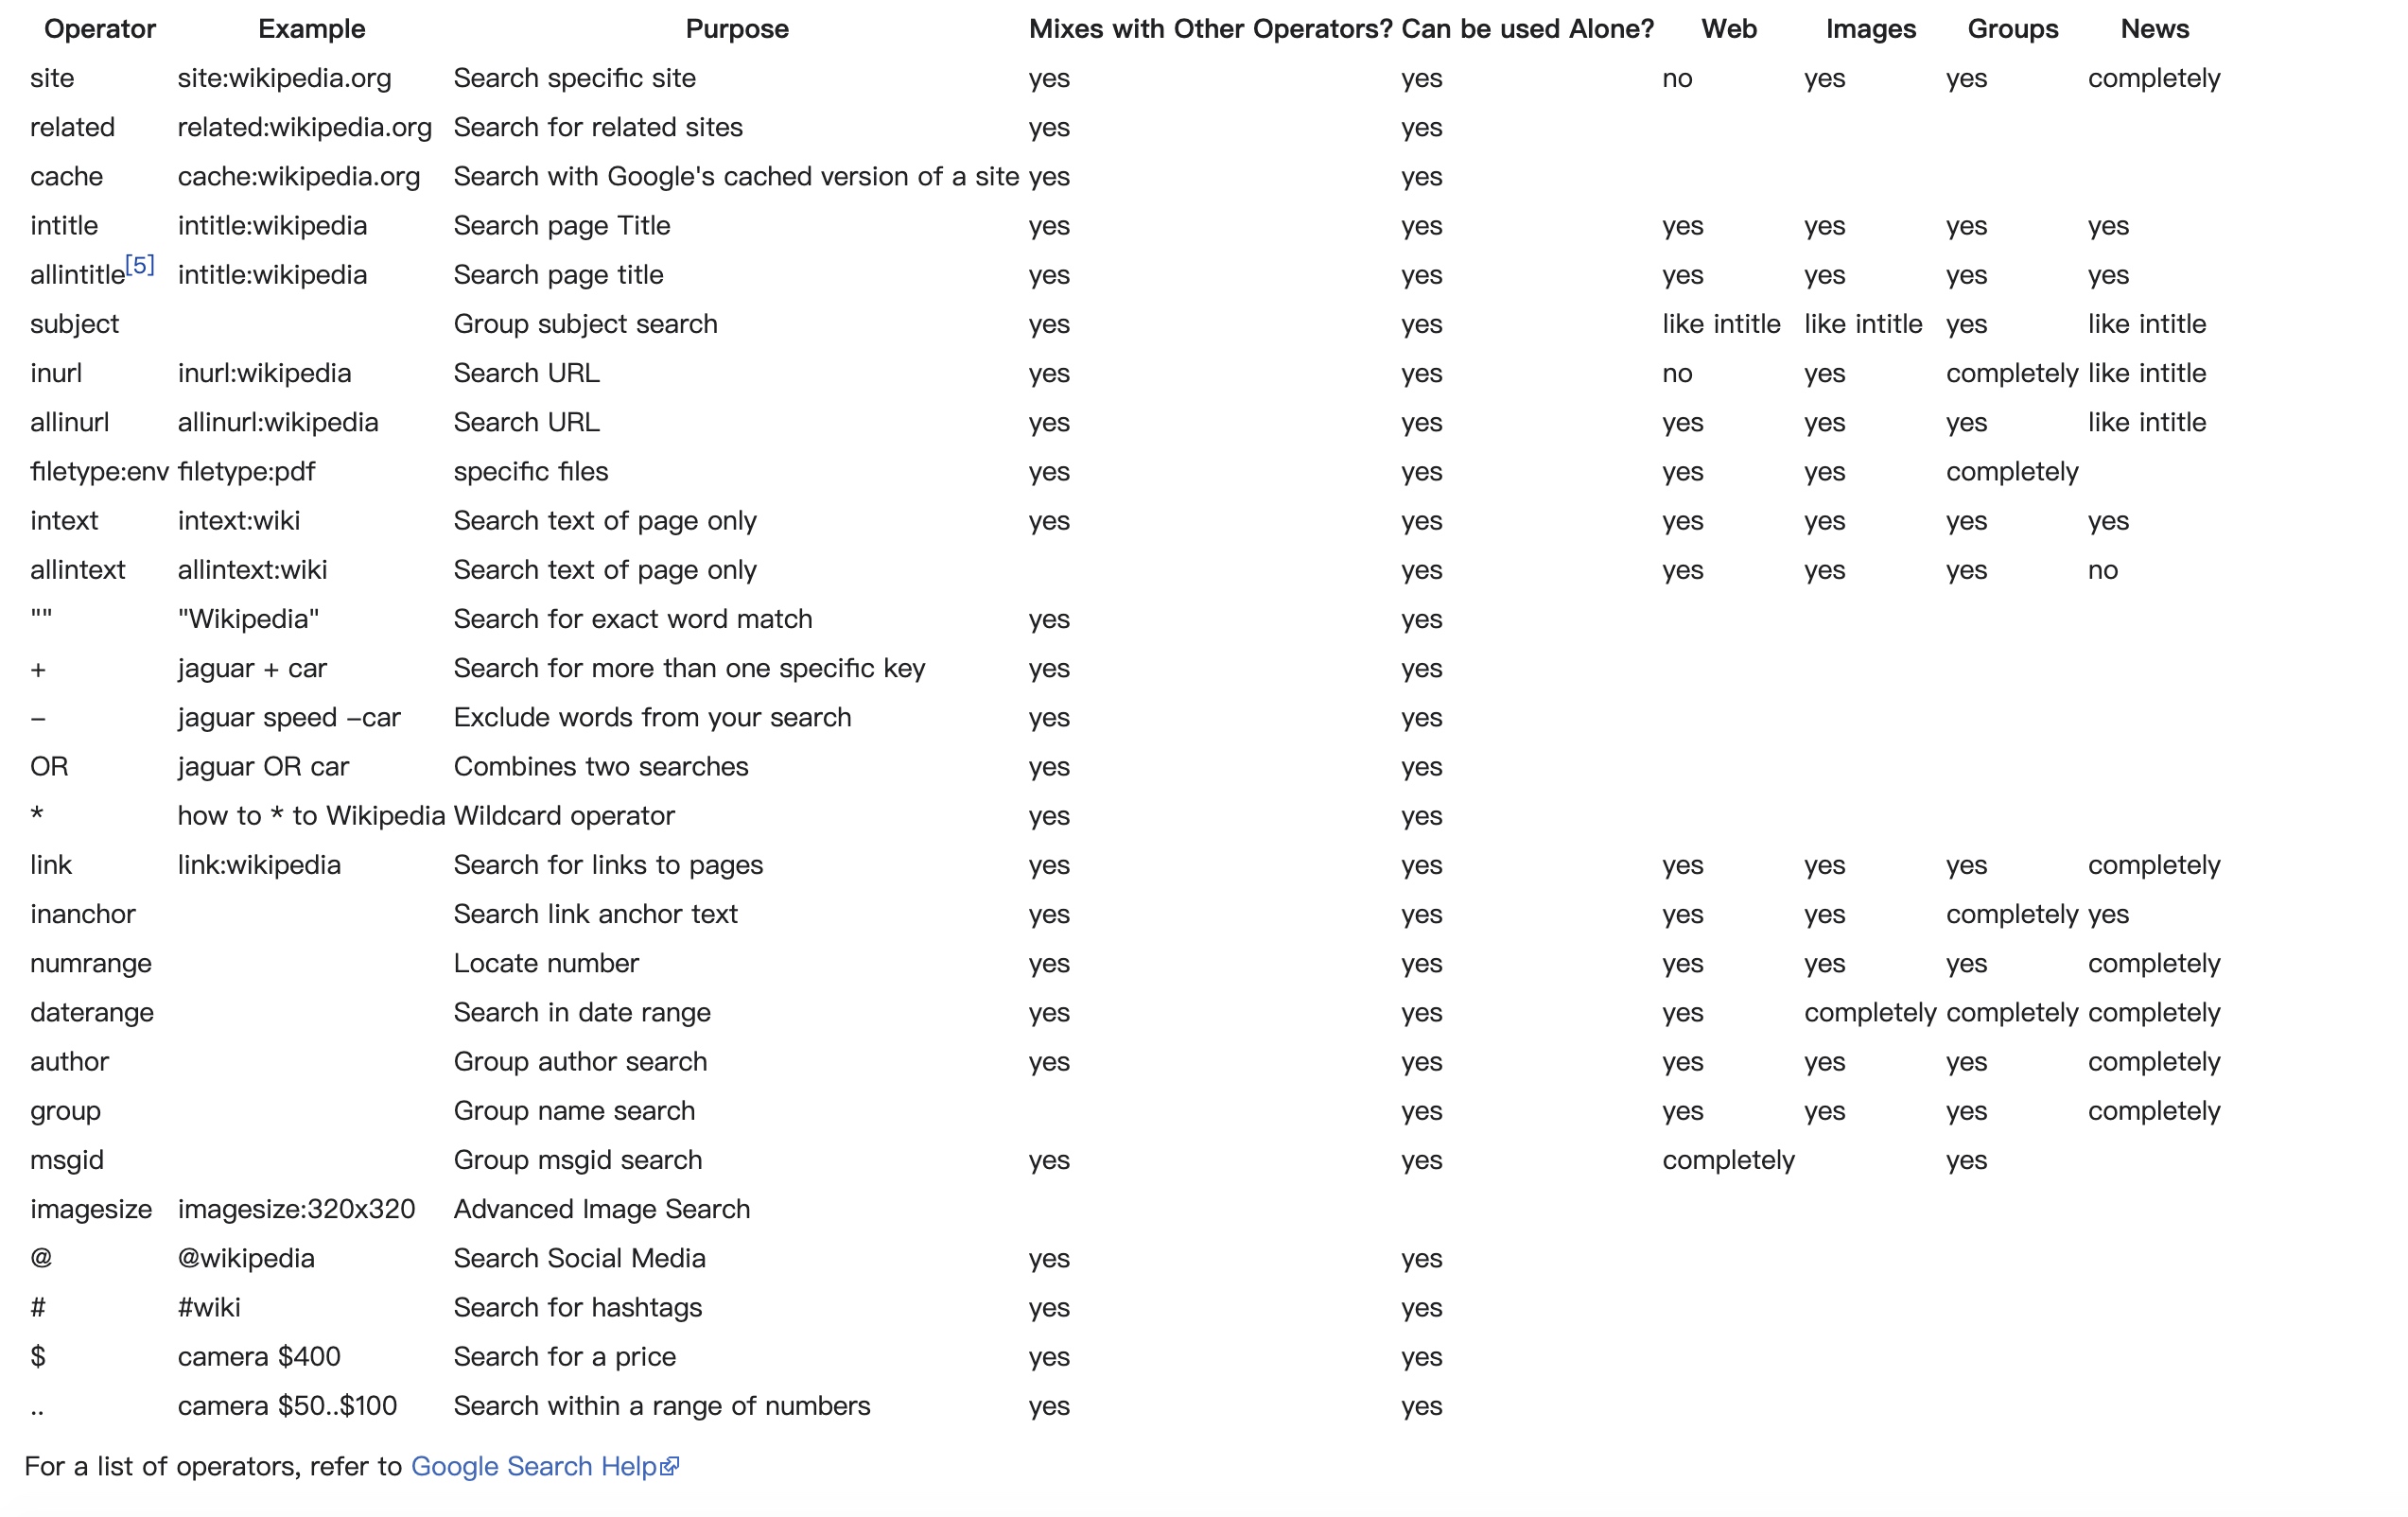 Operator Example Purpose Mixes with Other Operators? Can be used Alone? Web Images Groups News
site site:wikipedia.org Search specific site yes yes no yes yes completely
related related:wikipedia.org Search for related sites yes yes
cache cache:wikipedia.org Search with Google's cached version of a site yes yes
intitle intitle:wikipedia Search page Title yes yes yes yes yes yes
allintitle[5] intitle:wikipedia Search page title yes yes yes yes yes yes
subject Group subject search yes yes like intitle like intitle yes like intitle
inurl inurl:wikipedia Search URL yes yes no yes completely like intitle
allinurl allinurl:wikipedia Search URL yes yes yes yes yes like intitle
filetype:env filetype:pdf specific files yes yes yes yes completely
intext intext:wiki Search text of page only yes yes yes yes yes yes
allintext allintext:wiki Search text of page only yes yes yes yes no
"" "Wikipedia" Search for exact word match yes yes
+ jaguar + car Search for more than one specific key yes yes
– jaguar speed –car Exclude words from your search yes yes
OR jaguar OR car Combines two searches yes yes
* how to * to Wikipedia Wildcard operator yes yes
link link:wikipedia Search for links to pages yes yes yes yes yes completely
inanchor Search link anchor text yes yes yes yes completely yes
numrange Locate number yes yes yes yes yes completely
daterange Search in date range yes yes yes completely completely completely
author Group author search yes yes yes yes yes completely
group Group name search yes yes yes yes completely
msgid Group msgid search yes yes completely yes
imagesize imagesize:320x320 Advanced Image Search
@ @wikipedia Search Social Media yes yes
# #wiki Search for hashtags yes yes
$ camera $400 Search for a price yes yes
.. camera $50..$100 Search within a range of numbers yes yes
For a list of operators, refer to Google Search Help